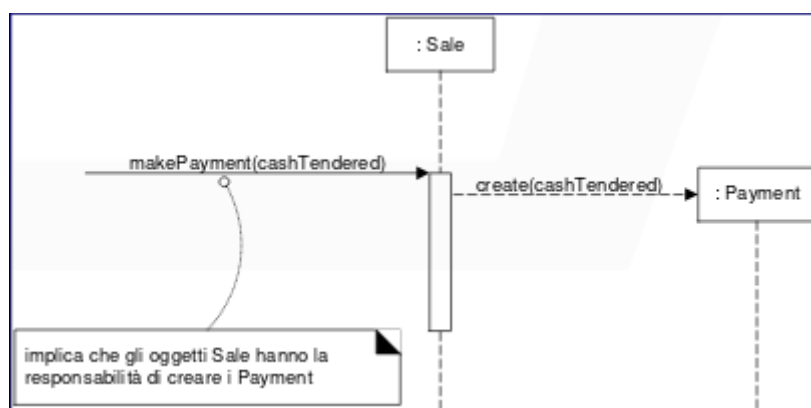 : Sale
makePayment(cashTendered)
create(cashTendered)
: Payment
implica che gli oggetti Sale hanno la
responsabilità di creare i Payment